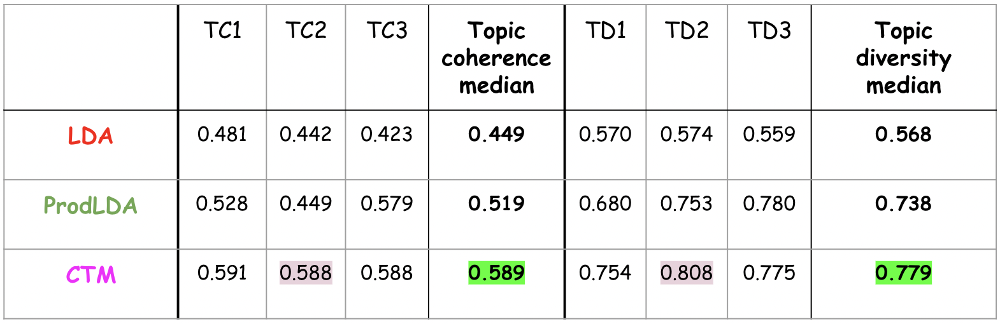 TC1 TC2 TC3 Topic coherence median TD1 TD2 TD3 Topic diversity median
LDA 0.481 0.442 0.423 0.449 0.570 0.574 0.559 0.568
ProdLDA 0.528 0.449 0.579 0.519 0.680 0.753 0.780 0.738
CTM 0.591 0.588 0.588 0.589 0.754 0.808 0.775 0.779